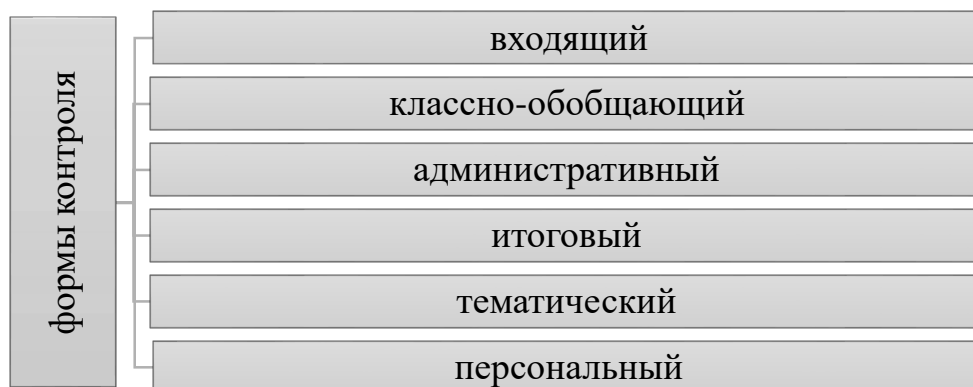 формы контроля
входящий
классно-обобщающий
административный
итоговый
тематический
персональный